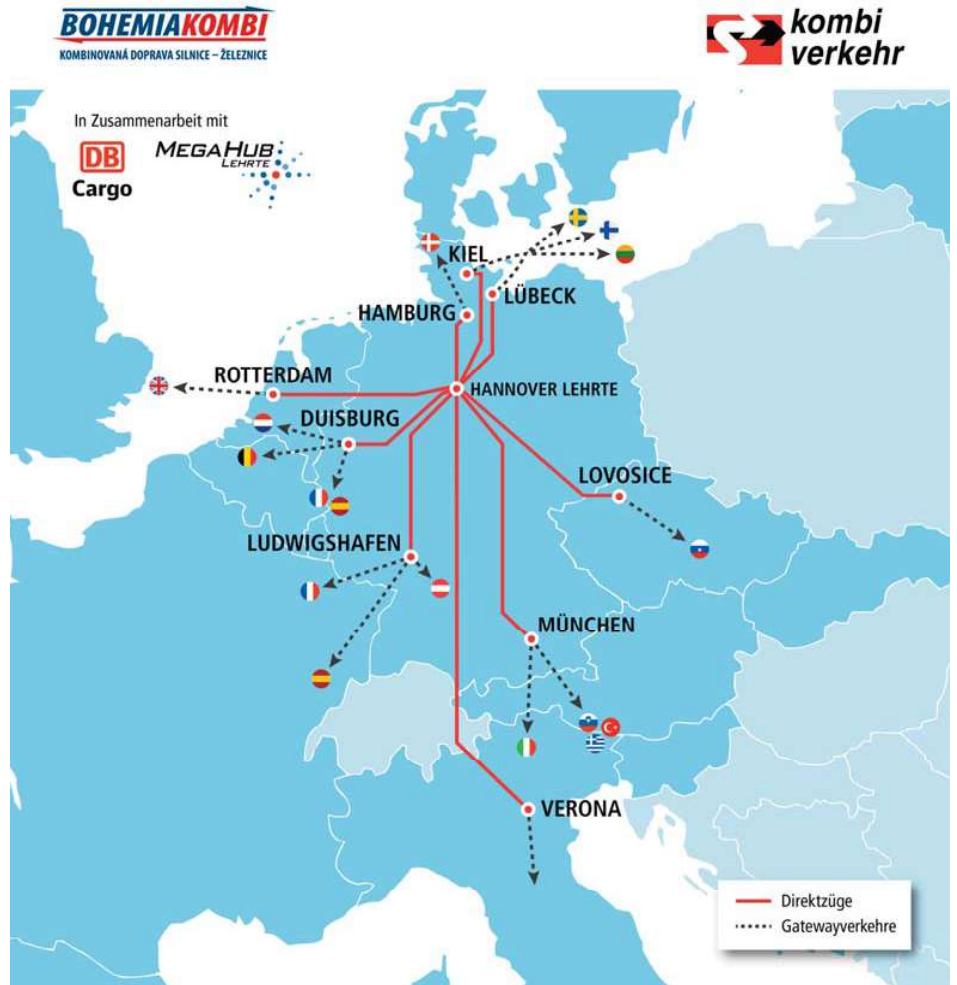 BOHEMIAKOMBI
KOMBINOVANÁ DOPRAVA SILNICE – ŽELEZNICE
kombi
verkehr
In Zusammenarbeit mit
DB
Cargo
MEGAHUB
LEHRTE
KIEL
LÜBECK
HAMBURG
ROTTERDAM
HANNOVER LEHRTE
DUISBURG
LOVOSICE
LUDWIGSHAFEN
MÜNCHEN
VERONA
Direktzüge
Gatewayverkehre